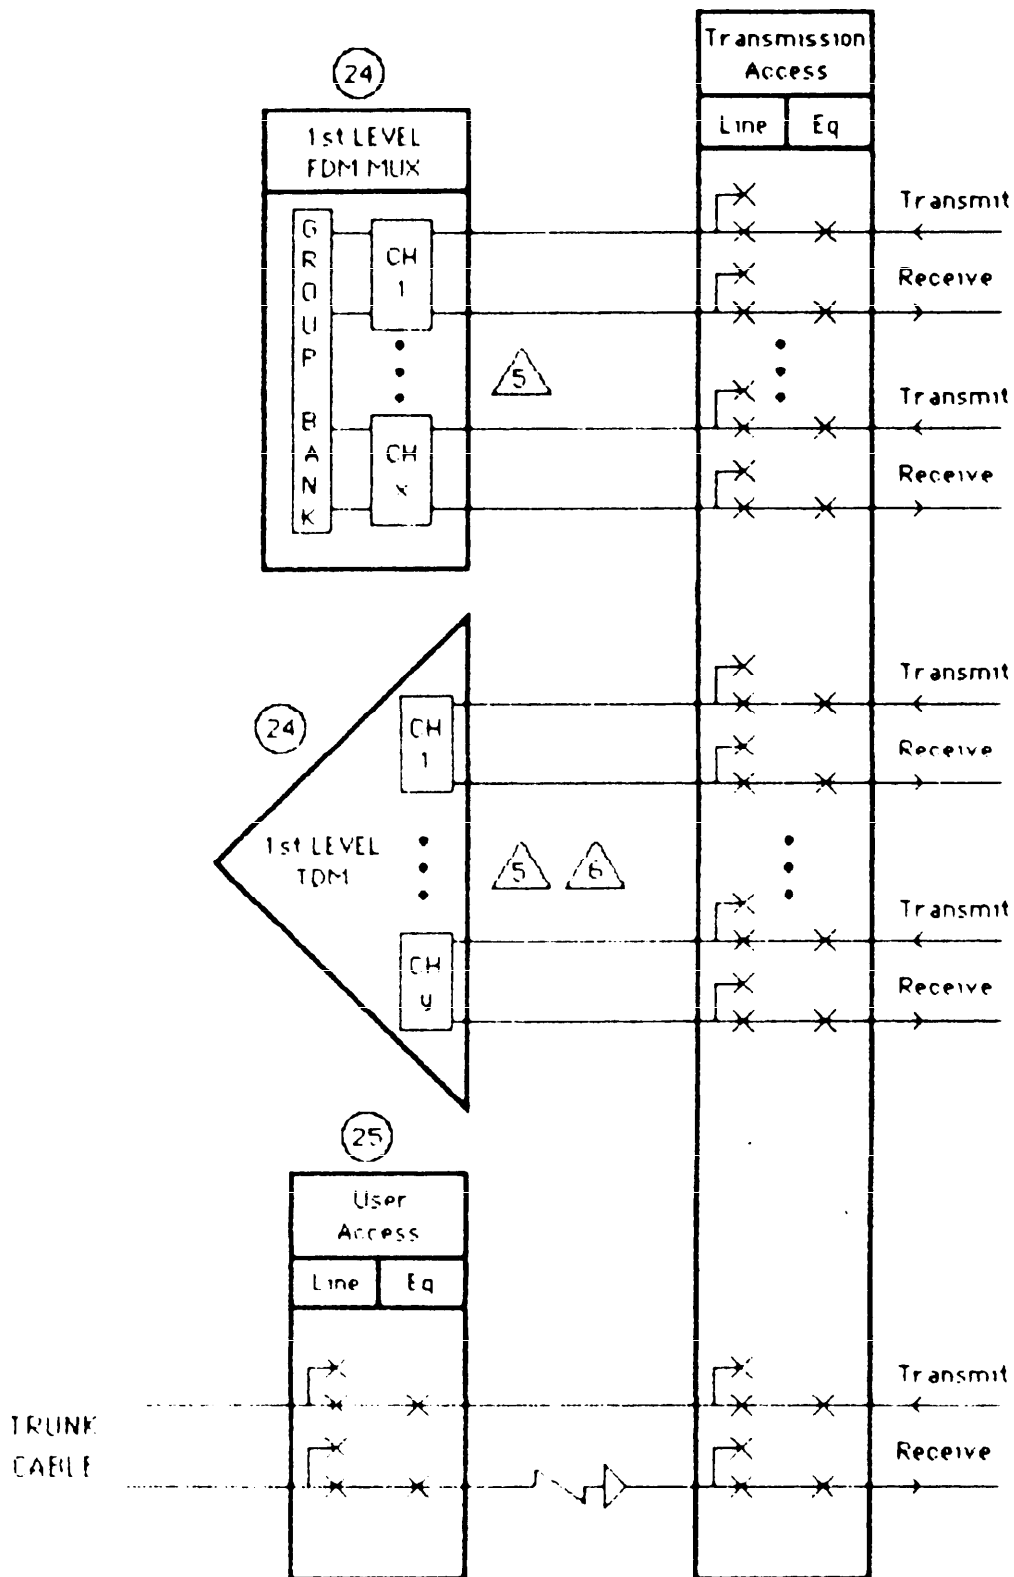 Transmission
Access
Line Eq
24
1st LEVEL
FDM MUX
GROUP BANK
CH
1
CH
x
5
Transmit
Receive
Transmit
Receive
24
1st LEVEL
TDM
CH
1
CH
y
5 6
Transmit
Receive
Transmit
Receive
25
User
Access
Line Eq
TRUNK
CABLE
Transmit
Receive